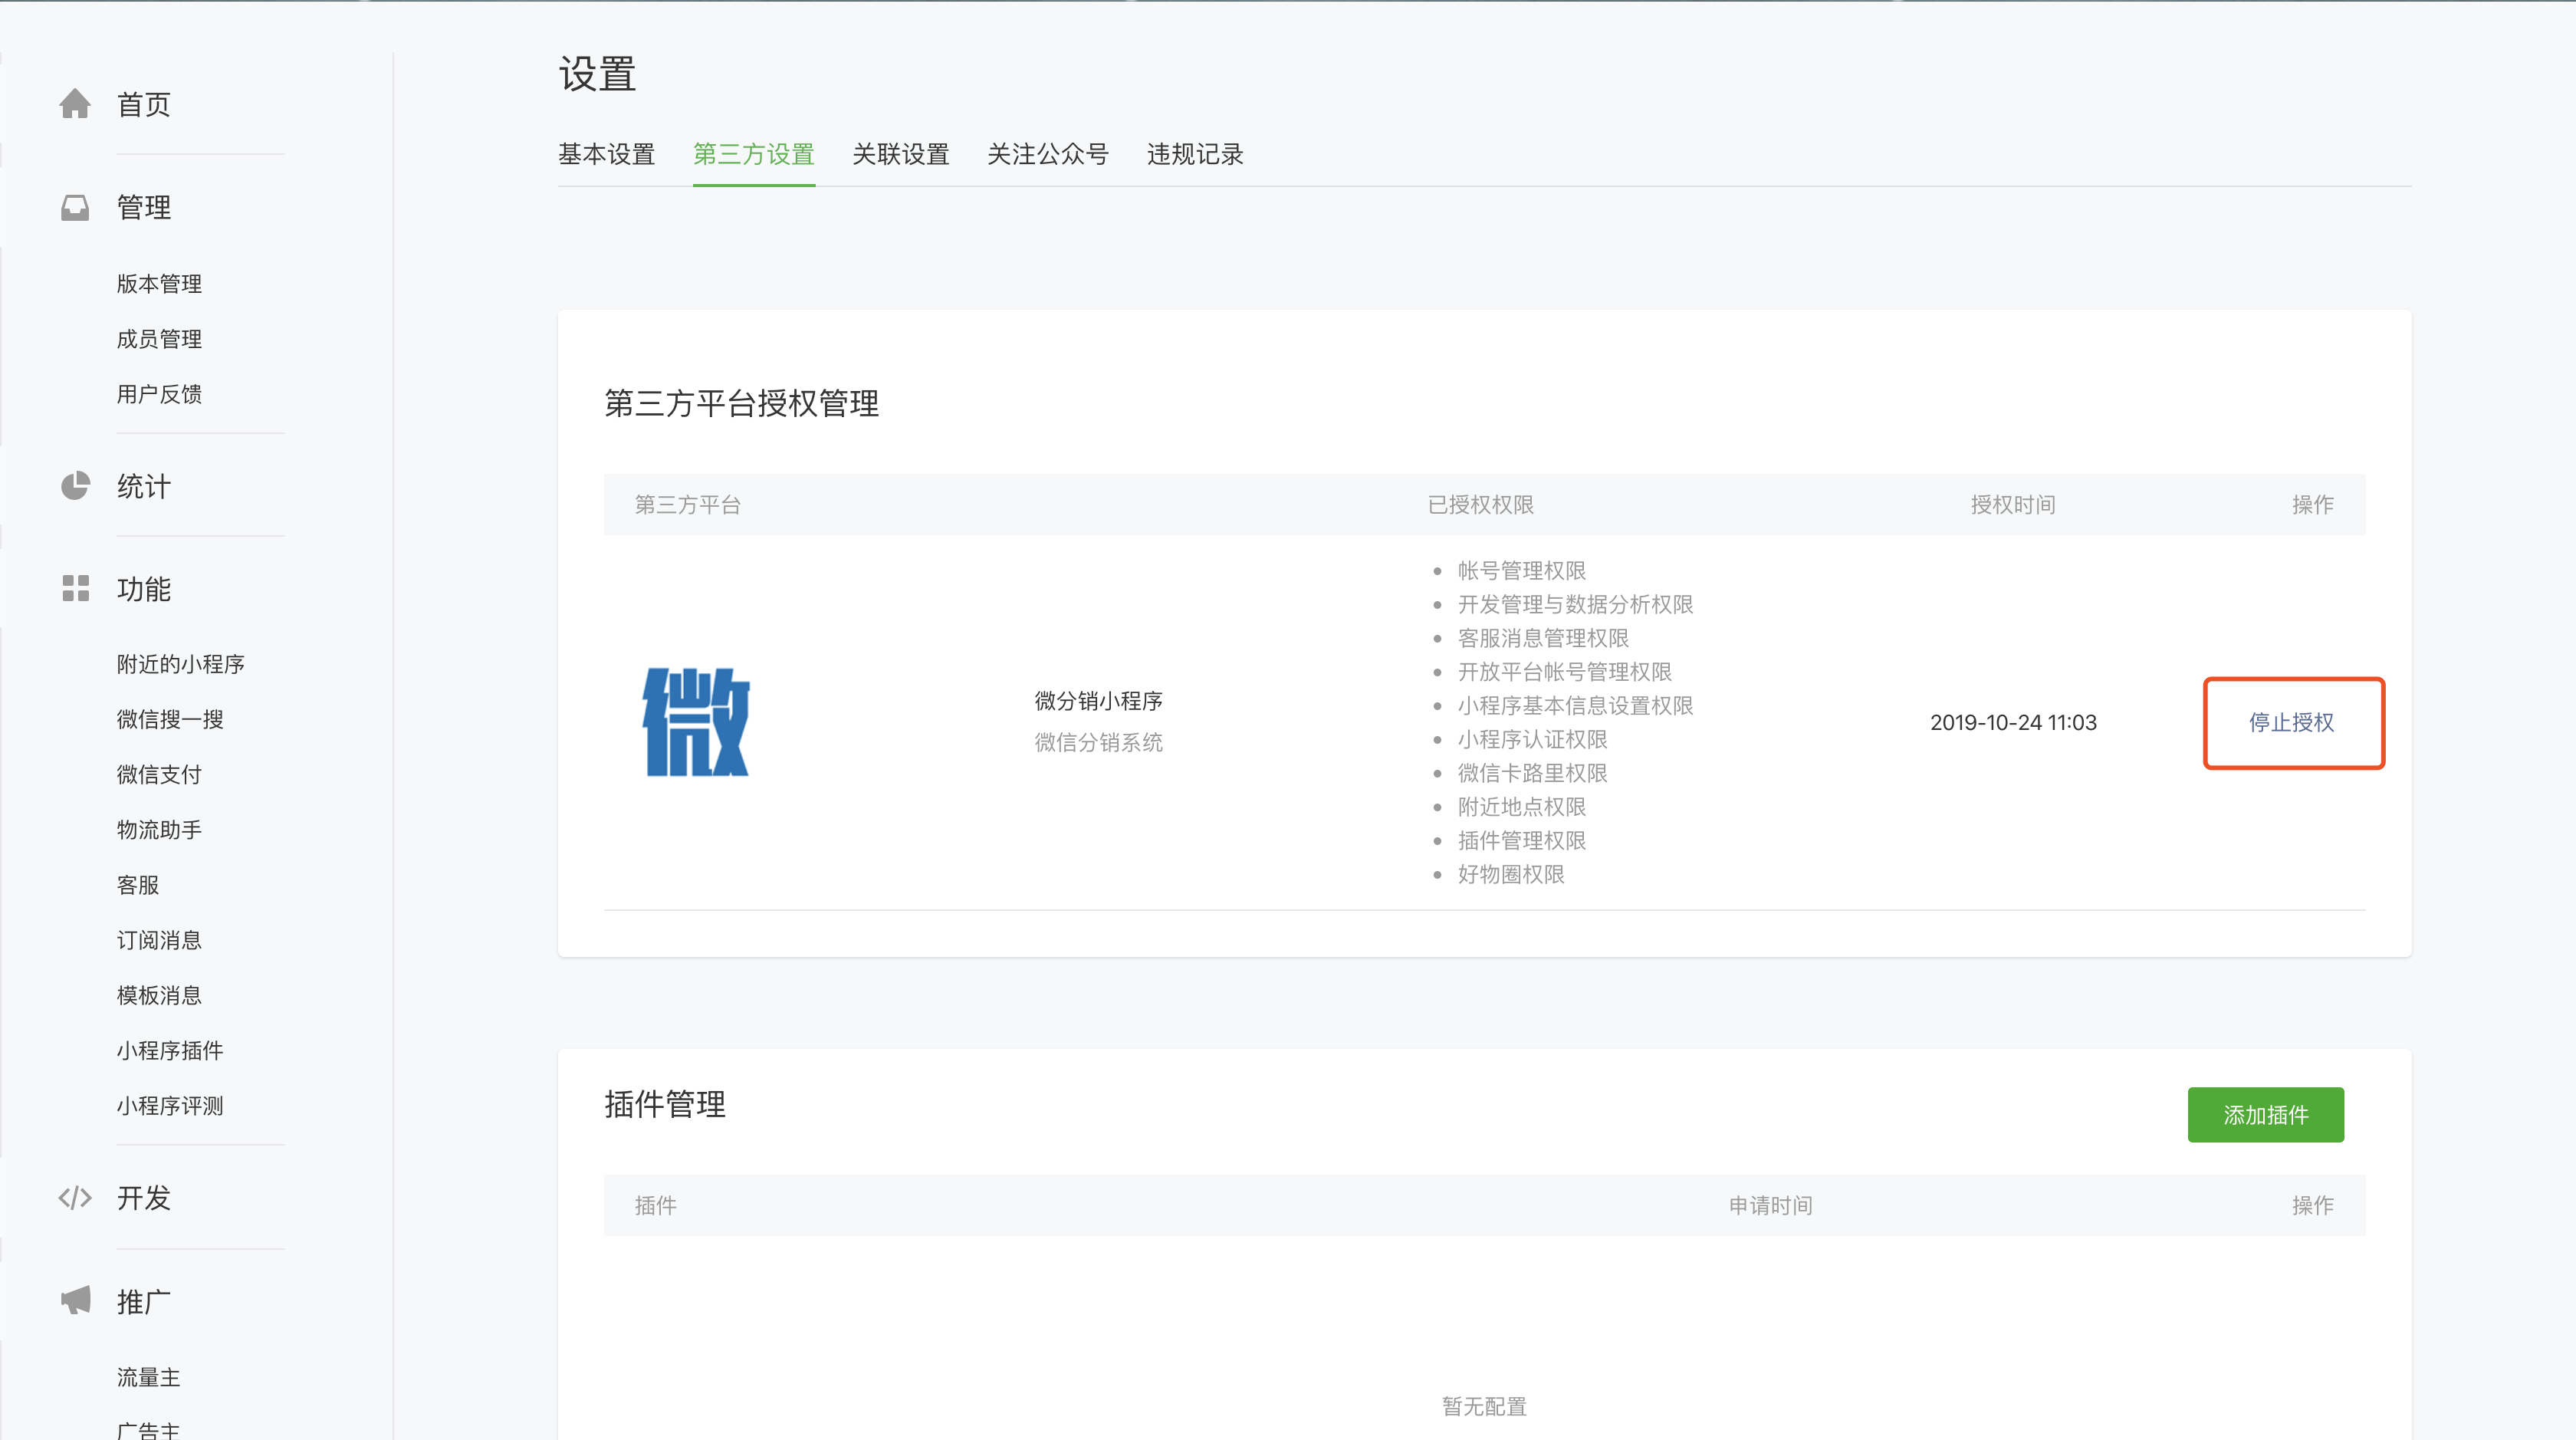 首页
管理
版本管理
成员管理
用户反馈
统计
功能
附近的小程序
微信搜一搜
微信支付
物流助手
客服
订阅消息
模板消息
小程序插件
小程序评测
开发
推广
流量主
广告主
设置
基本设置 第三方设置 关联设置 关注公众号 违规记录
第三方平台授权管理
第三方平台 已授权权限 授权时间 操作
微
微分销小程序
微信分销系统
帐号管理权限
开发管理与数据分析权限
客服消息管理权限
开放平台帐号管理权限
小程序基本信息设置权限
小程序认证权限
微信卡路里权限
附近地点权限
插件管理权限
好物圈权限
2019-10-24 11:03
停止授权
插件管理
添加插件
插件 申请时间 操作
暂无配置